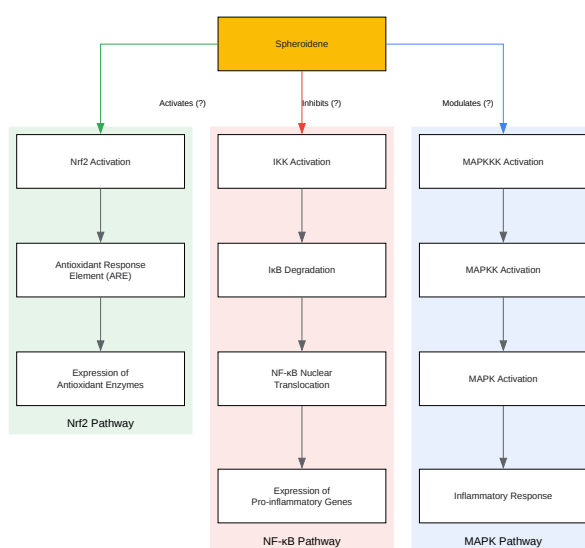 Spheroidene
Activates (?)
Inhibits (?)
Modulates (?)
Nrf2 Activation
IKK Activation
MAPKKK Activation
Antioxidant Response
Element (ARE)
IκB Degradation
MAPKK Activation
Expression of
Antioxidant Enzymes
NF-κB Nuclear
Translocation
MAPK Activation
Nrf2 Pathway
Expression of
Pro-inflammatory Genes
Inflammatory Response
NF-κB Pathway
MAPK Pathway